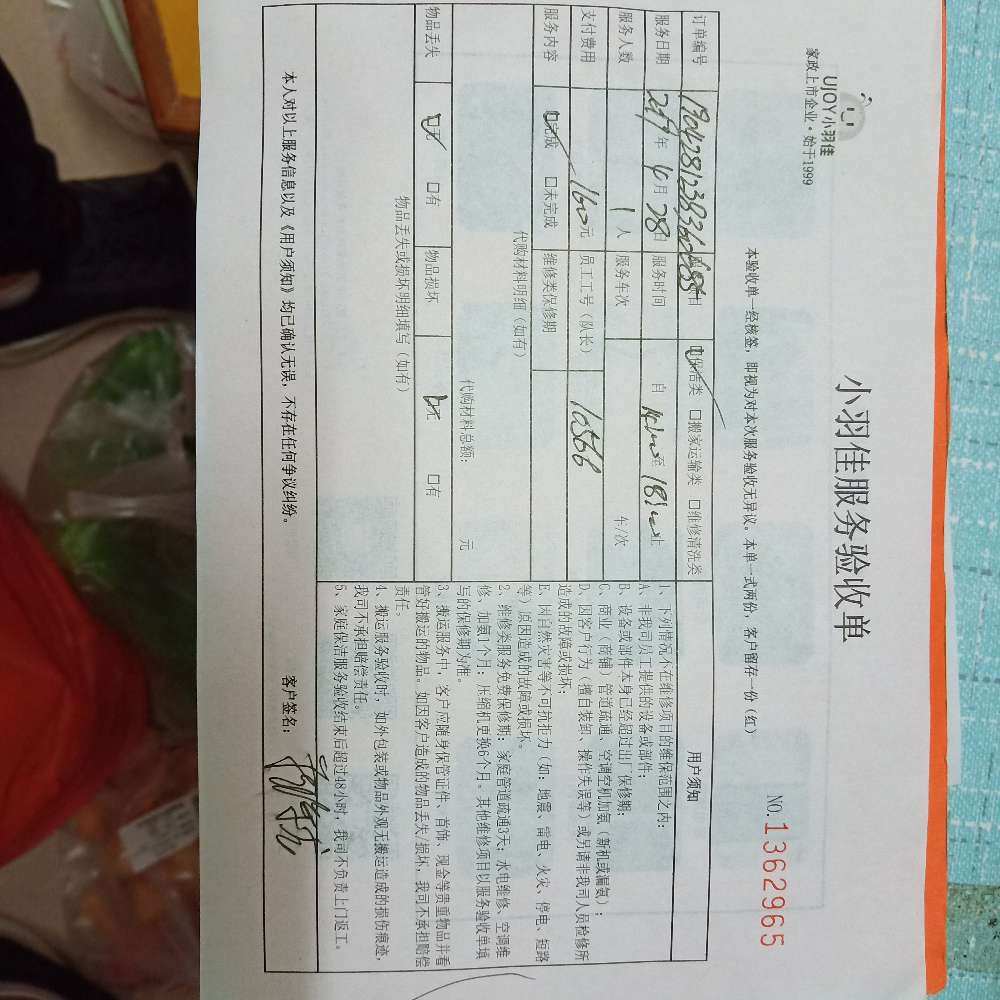 UJOY小羽佳
家政上市企业·始于1999
小羽佳服务验收单
本验收单一经核签，即视为对本次服务验收无异议。本单一式两份，客户留存一份（红）
NO.1362965
订单编号
保洁类 □搬家运输类 □维修清洗类
服务日期 年 4月28日 服务时间 自 至 止
服务人数 1人 服务车次 车/次
支付费用 160元 员工工号（队长） 10566
服务内容 完成 □未完成 维修类保修期
代购材料明细（如有）
代购材料总额： 元
物品丢失 无 □有 物品损坏 无 □有
物品丢失或损坏明细填写（如有）
用户须知
1、下列情况不在维修项目的维保范围之内：
A、非我司员工提供的设备或部件；
B、设备或部件本身已经超过出厂保修期；
C、商业（商铺）管道疏通、空调空机加氨（新机或漏氨）；
D、因客户行为（擅自装卸、操作失误等）或另请非我司人员检修所
造成的故障或损坏；
E、因自然灾害等不可抗拒力（如：地震、雷电、火灾、停电、短路
等）原因造成的故障或损坏。
2、维修类服务免费保修期：家庭管道疏通3天；水电维修、空调维
修、加氨1个月；压缩机更换6个月。其他维修项目以服务验收单填
写的保修期为准。
3、搬运服务中，客户应随身保管证件、首饰、现金等贵重物品并看
管好搬运的物品。如因客户造成的物品丢失/损坏，我司不承担赔偿
责任。
4、搬运服务验收时，如外包装或物品外观无搬运造成的损伤痕迹，
我司不承担赔偿责任。
5、家庭保洁服务验收结束后超过48小时，我司不负责上门返工。
本人对以上服务信息以及《用户须知》均已确认无误，不存在任何争议纠纷。
客户签名：